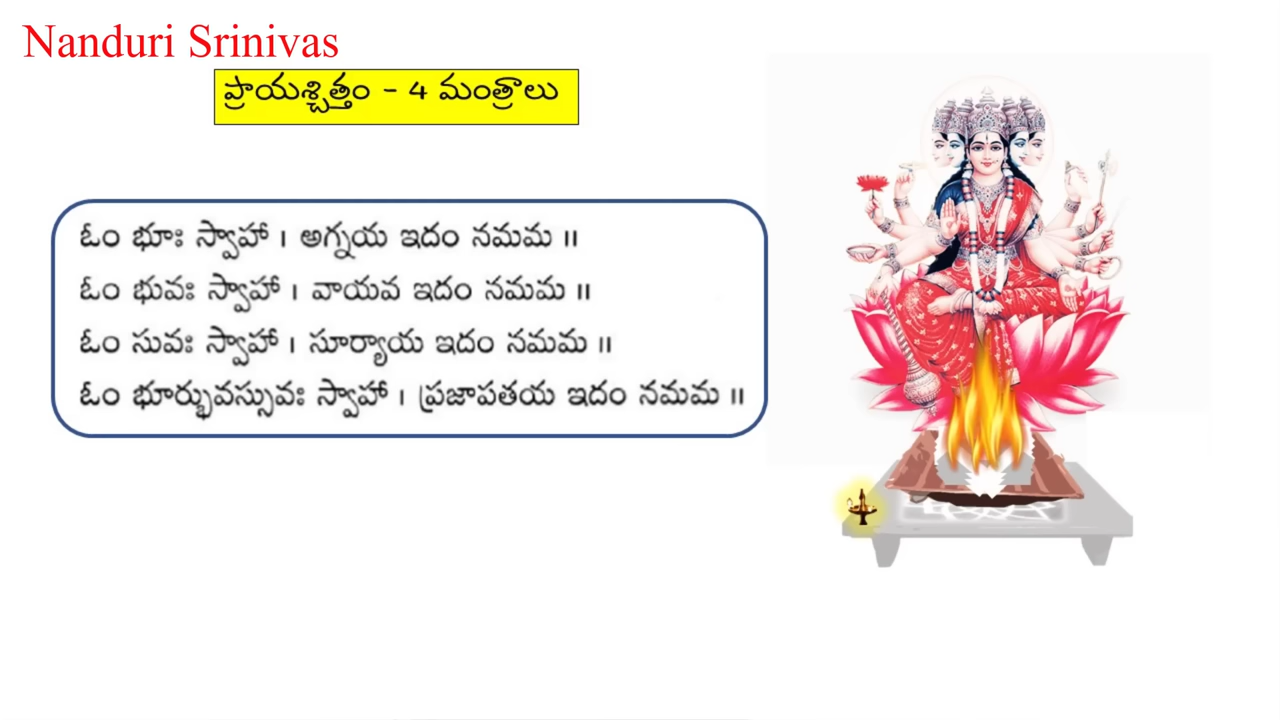 Nanduri Srinivas
ప్రాయశ్చిత్తం - 4 మంత్రాలు
ఓం భూః స్వాహా । అగ్నయ ఇదం నమమ ॥
ఓం భువః స్వాహా । వాయవ ఇదం నమమ ॥
ఓం సువః స్వాహా । సూర్యాయ ఇదం నమమ ॥
ఓం భూర్భువస్సువః స్వాహా । ప్రజాపతయ ఇదం నమమ ॥